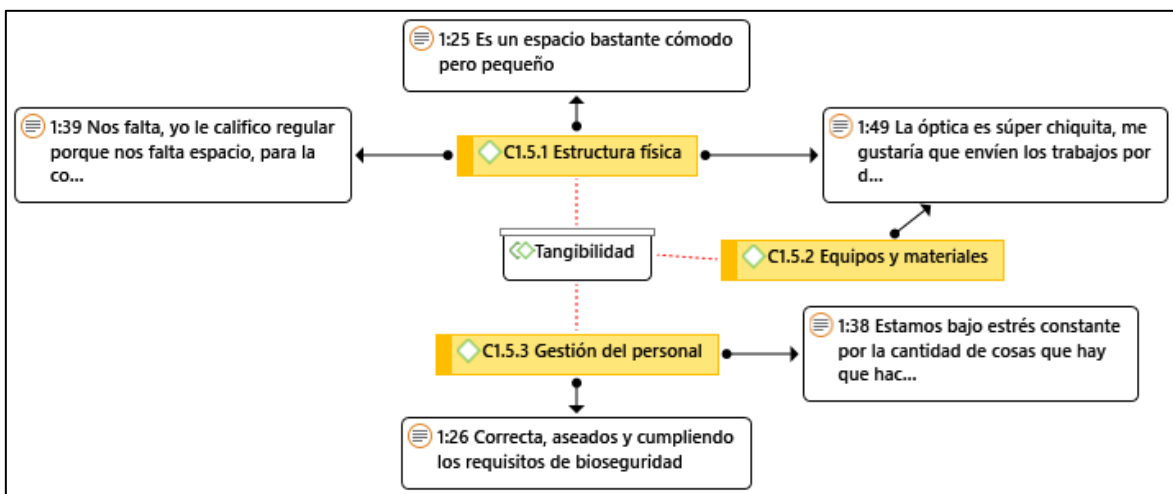 1:25 Es un espacio bastante cómodo
pero pequeño
1:39 Nos falta, yo le califico regular
porque nos falta espacio, para la
co...
C1.5.1 Estructura física
1:49 La óptica es súper chiquita, me
gustaría que envíen los trabajos por
d...
Tangibilidad
C1.5.2 Equipos y materiales
C1.5.3 Gestión del personal
1:38 Estamos bajo estrés constante
por la cantidad de cosas que hay
que hac...
1:26 Correcta, aseados y cumpliendo
los requisitos de bioseguridad